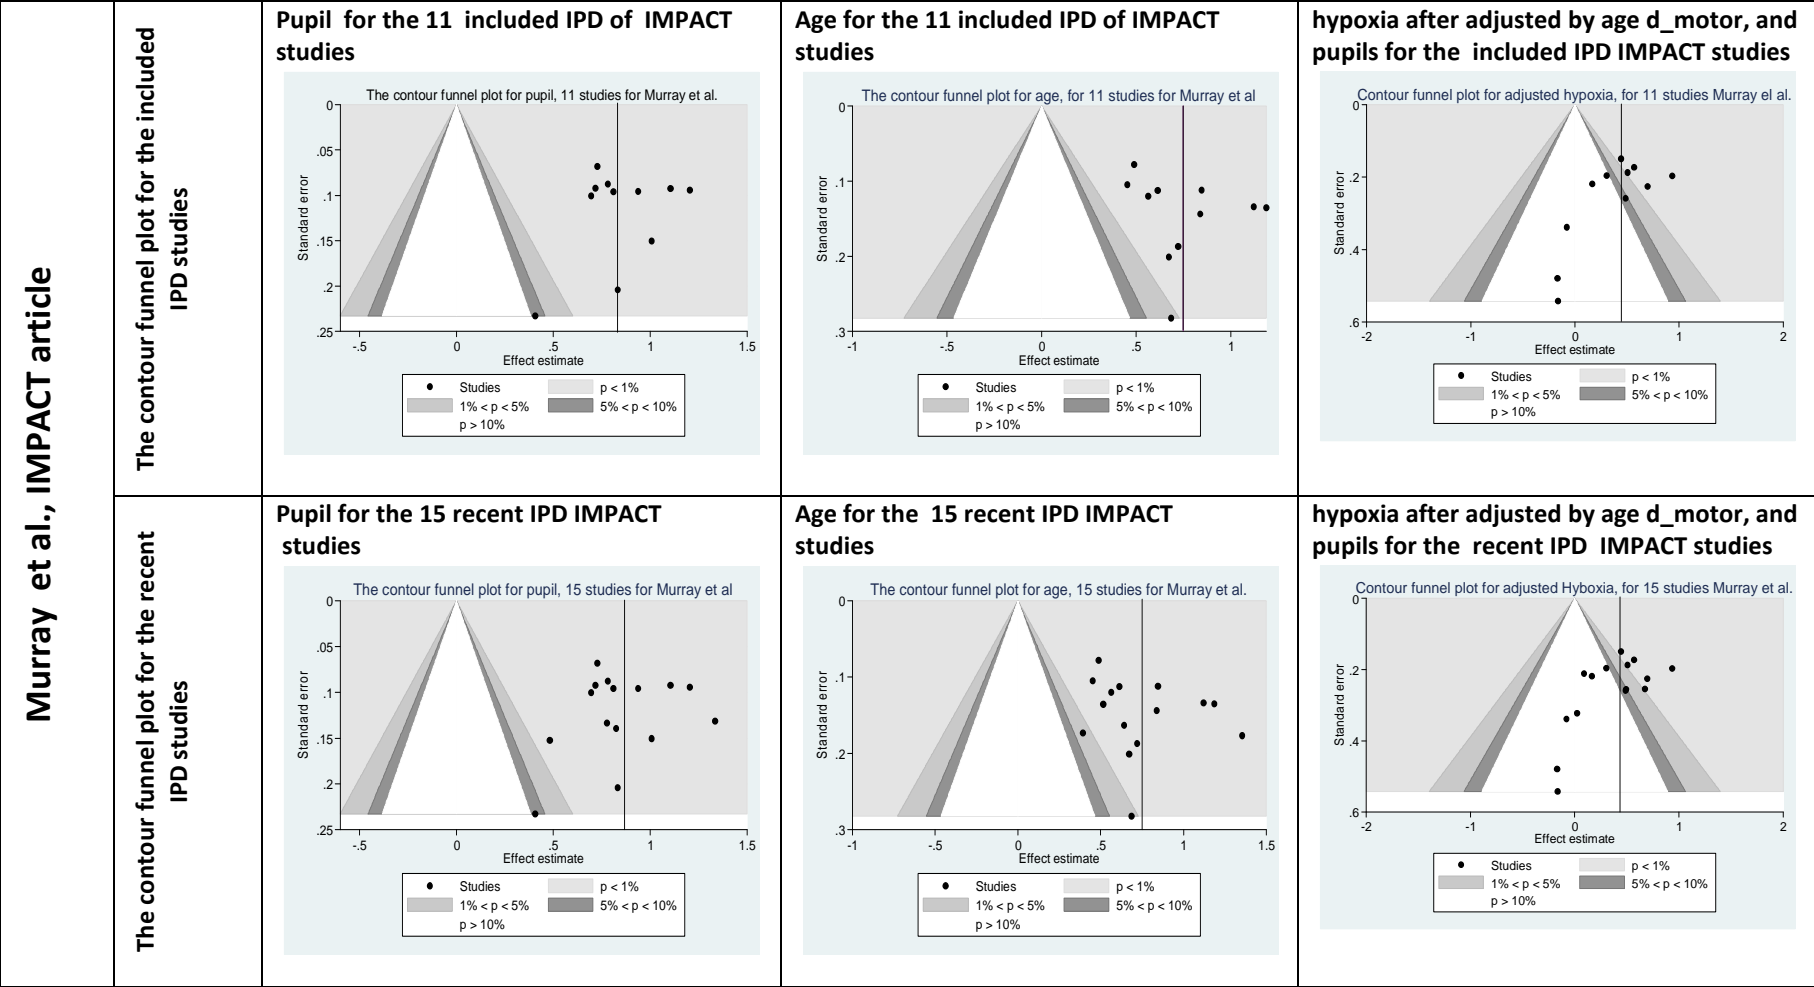 Murray et al., IMPACT article
The contour funnel plot for the included
IPD studies
Pupil for the 11 included IPD of IMPACT
studies
The contour funnel plot for pupil, 11 studies for Murray et al.
Standard error
0
.05
.1
.15
.2
.25
-.5
0
.5
1
1.5
Effect estimate
Studies
p < 1%
1% < p < 5%
5% < p < 10%
p > 10%
Age for the 11 included IPD of IMPACT
studies
The contour funnel plot for age, for 11 studies for Murray et al
Standard error
0
.1
.2
.3
-1
-.5
0
.5
1
Effect estimate
Studies
p < 1%
1% < p < 5%
5% < p < 10%
p > 10%
hypoxia after adjusted by age d_motor, and
pupils for the included IPD IMPACT studies
Contour funnel plot for adjusted hypoxia, for 11 studies Murray el al.
Standard error
0
.2
.4
.6
-2
-1
0
1
2
Effect estimate
Studies
p < 1%
1% < p < 5%
5% < p < 10%
p > 10%
The contour funnel plot for the recent
IPD studies
Pupil for the 15 recent IPD IMPACT
studies
The contour funnel plot for pupil, 15 studies for Murray et al
Standard error
0
.05
.1
.15
.2
.25
-.5
0
.5
1
1.5
Effect estimate
Studies
p < 1%
1% < p < 5%
5% < p < 10%
p > 10%
Age for the 15 recent IPD IMPACT
studies
The contour funnel plot for age, 15 studies for Murray et al.
Standard error
0
.1
.2
.3
-1
-.5
0
.5
1
1.5
Effect estimate
Studies
p < 1%
1% < p < 5%
5% < p < 10%
p > 10%
hypoxia after adjusted by age d_motor, and
pupils for the recent IPD IMPACT studies
Contour funnel plot for adjusted Hyboxia, for 15 studies Murray et al.
Standard error
0
.2
.4
.6
-2
-1
0
1
2
Effect estimate
Studies
p < 1%
1% < p < 5%
5% < p < 10%
p > 10%